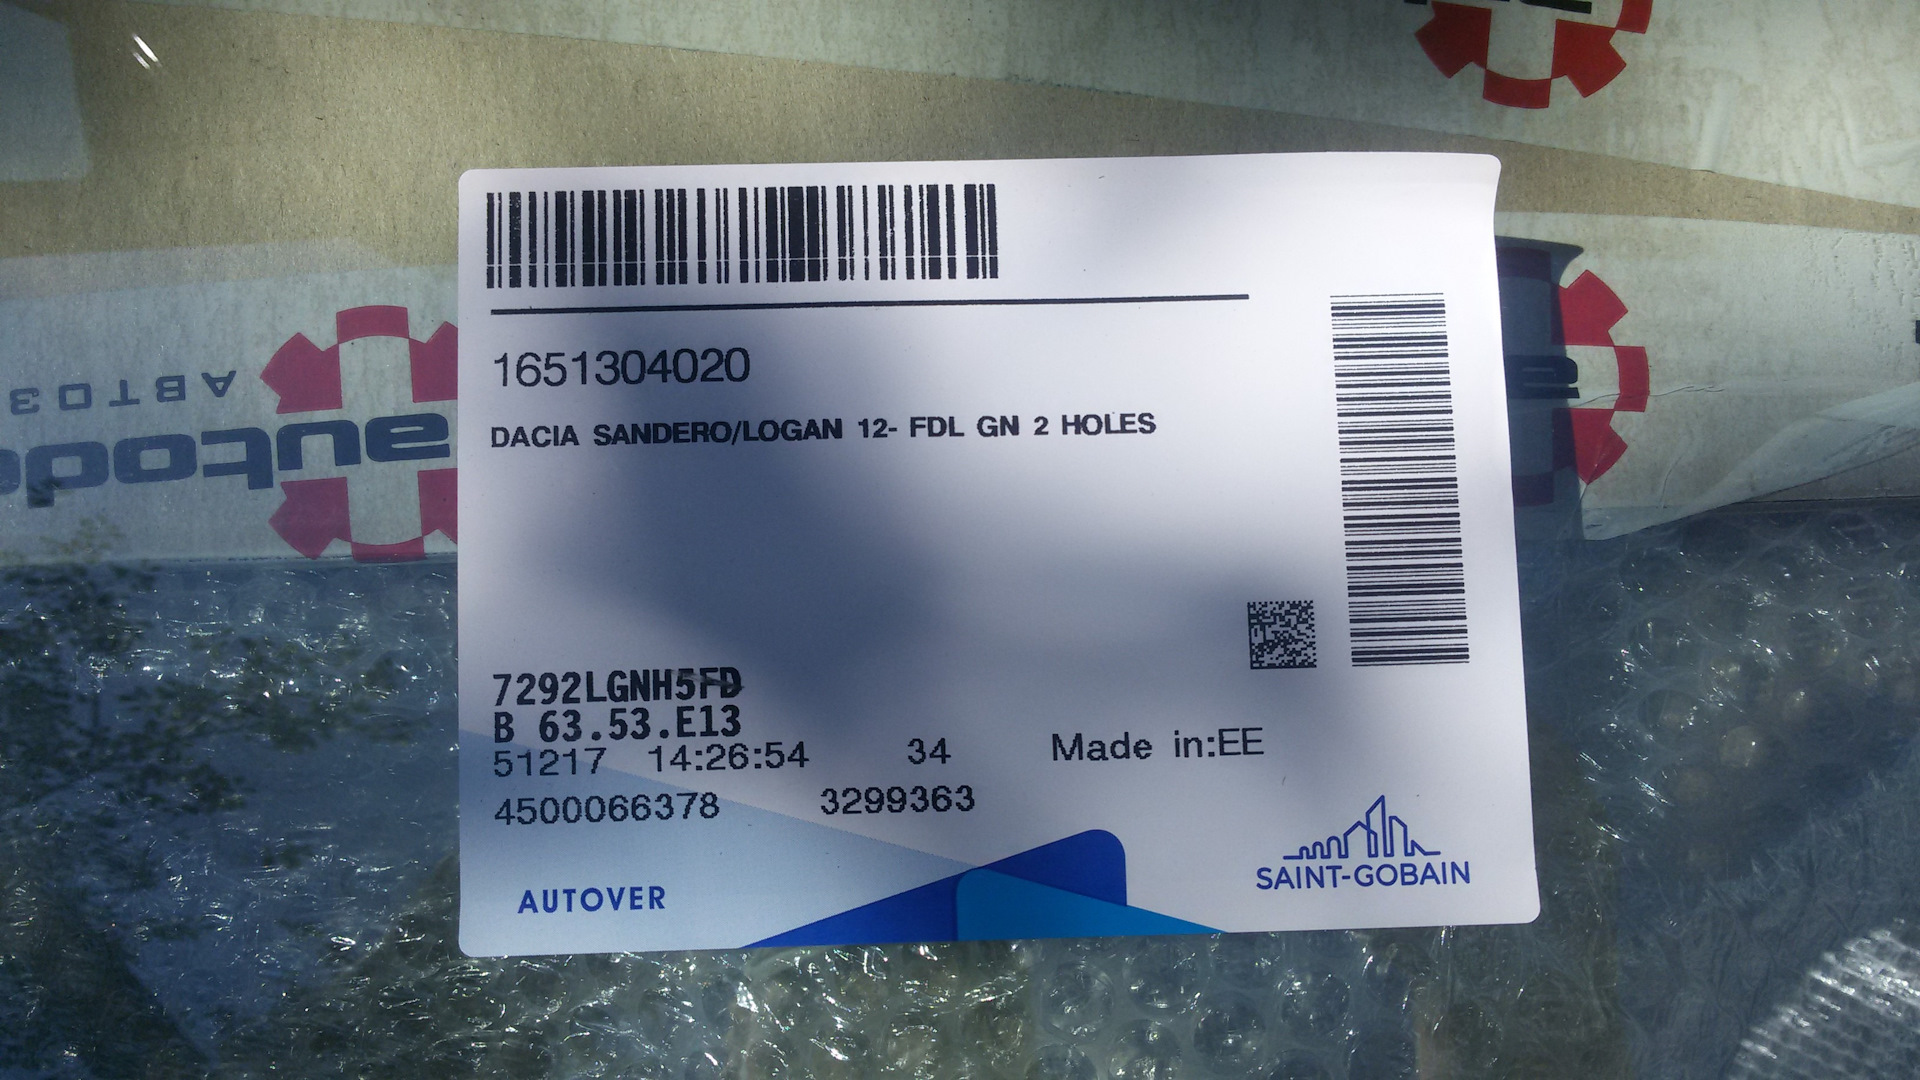 1651304020
DACIA SANDERO/LOGAN 12- FDL GN 2 HOLES
7292LGNH5FD
B 63.53.E13
51217 14:26:54 34 Made in:EE
4500066378 3299363
AUTOVER
SAINT-GOBAIN